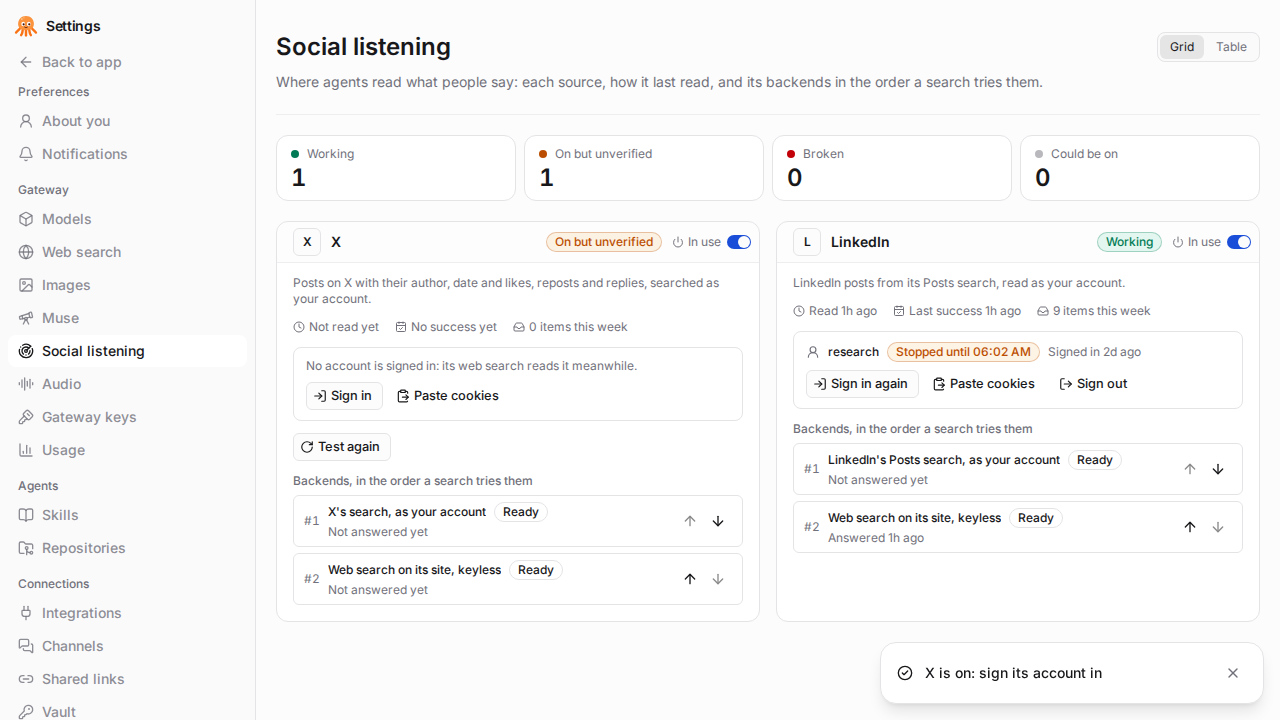 Settings
Back to app
Preferences
About you
Notifications
Gateway
Models
Web search
Images
Muse
Social listening
Audio
Gateway keys
Usage
Agents
Skills
Repositories
Connections
Integrations
Channels
Shared links
Vault
Social listening
Grid Table
Where agents read what people say: each source, how it last read, and its backends in the order a search tries them.
Working
1
On but unverified
1
Broken
0
Could be on
0
X X On but unverified In use
Posts on X with their author, date and likes, reposts and replies, searched as
your account.
Not read yet No success yet 0 items this week
No account is signed in: its web search reads it meanwhile.
Sign in Paste cookies
Test again
Backends, in the order a search tries them
#1 X's search, as your account Ready
Not answered yet
#2 Web search on its site, keyless Ready
Not answered yet
L LinkedIn Working In use
LinkedIn posts from its Posts search, read as your account.
Read 1h ago Last success 1h ago 9 items this week
research Stopped until 06:02 AM Signed in 2d ago
Sign in again Paste cookies Sign out
Backends, in the order a search tries them
#1 LinkedIn's Posts search, as your account Ready
Not answered yet
#2 Web search on its site, keyless Ready
Answered 1h ago
X is on: sign its account in